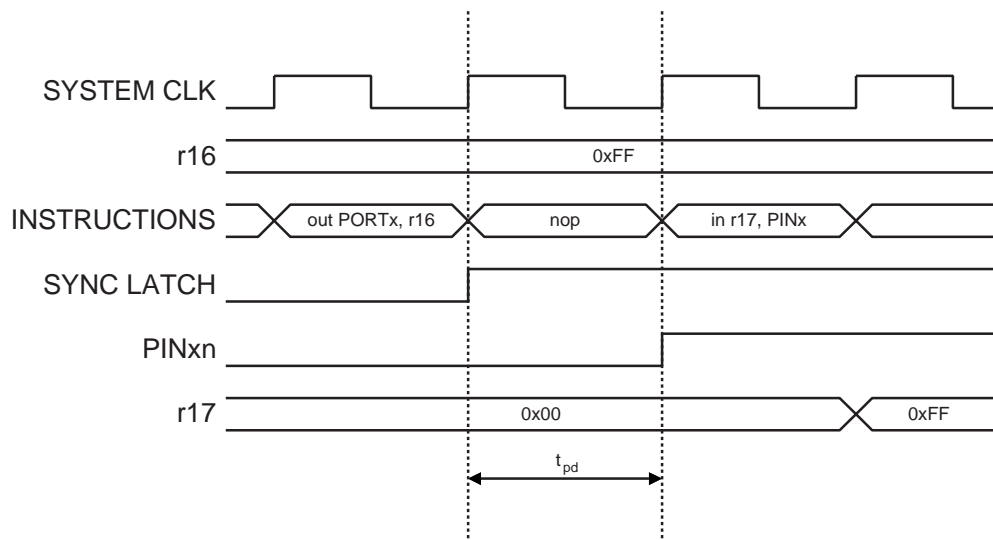 SYSTEM CLK
r16
0xFF
INSTRUCTIONS
out PORTx, r16
nop
in r17, PINx
SYNC LATCH
PINxn
r17
0x00
0xFF
tpd